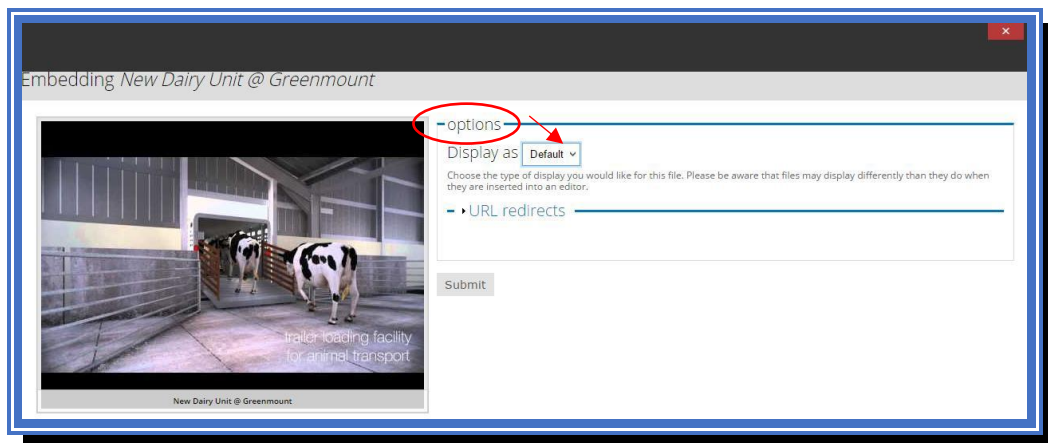 ×
Embedding New Dairy Unit @ Greenmount
options
Display as Default
Choose the type of display you would like for this file. Please be aware that files may display differently than they do when
they are inserted into an editor.
URL redirects
Submit
trailer loading facility
for animal transport
New Dairy Unit @ Greenmount